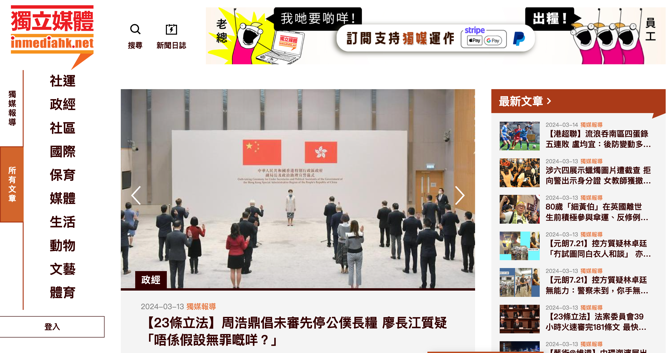 獨立媒體
inmediahk.net
搜尋
新聞日誌
老總
我哋要啲咩！
訂閱支持獨媒運作
stripe
Pay
G Pay
出糧！
員工
獨媒報導
所有文章
社運
政經
社區
國際
保育
媒體
生活
動物
文藝
體育
登入
政經
2024-03-13 獨媒報導
【23條立法】周浩鼎倡未審先停公僕長糧 廖長江質疑
「唔係假設無罪嘅咩？」
最新文章
2024-03-14 獨媒報導
【港超聯】流浪吞南區四蛋錄
五連敗 盧均宜：後防變動多...
2024-03-13 獨媒報導
涉六四展示蠟燭圖片遭截查 拒
向警出示身分證 女教師獲撤...
2024-03-13 獨媒報導
80歲「細黃伯」在英國離世
生前積極參與傘運、反修例...
2024-03-13 獨媒報導
【元朗7.21】控方質疑林卓廷
「冇試圖同白衣人和談」 亦...
2024-03-13 獨媒報導
【元朗7.21】控方質疑林卓廷
無能力：警察未到，你手無...
2024-03-13 獨媒報導
【23條立法】法案委員會39
小時火速審完181條文 最快...
2024-03-13 獨媒報導